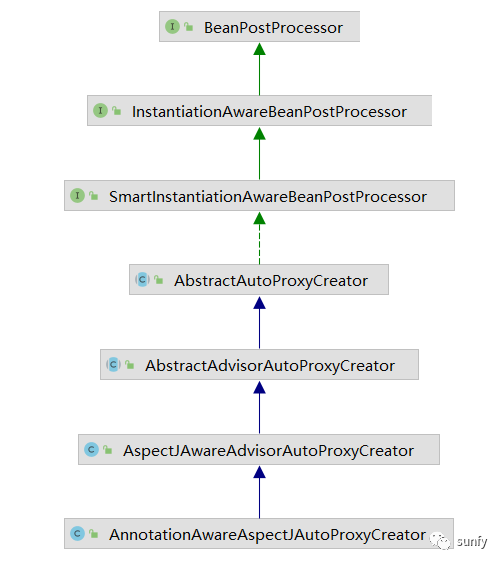 I BeanPostProcessor
I InstantiationAwareBeanPostProcessor
I SmartInstantiationAwareBeanPostProcessor
C AbstractAutoProxyCreator
C AbstractAdvisorAutoProxyCreator
C AspectJAwareAdvisorAutoProxyCreator
C AnnotationAwareAspectJAutoProxyCreator
sunfy